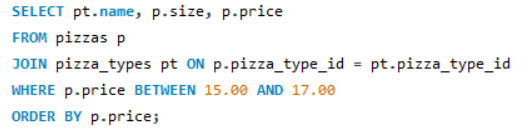 SELECT pt.name, p.size, p.price
FROM pizzas p
JOIN pizza_types pt ON p.pizza_type_id = pt.pizza_type_id
WHERE p.price BETWEEN 15.00 AND 17.00
ORDER BY p.price;